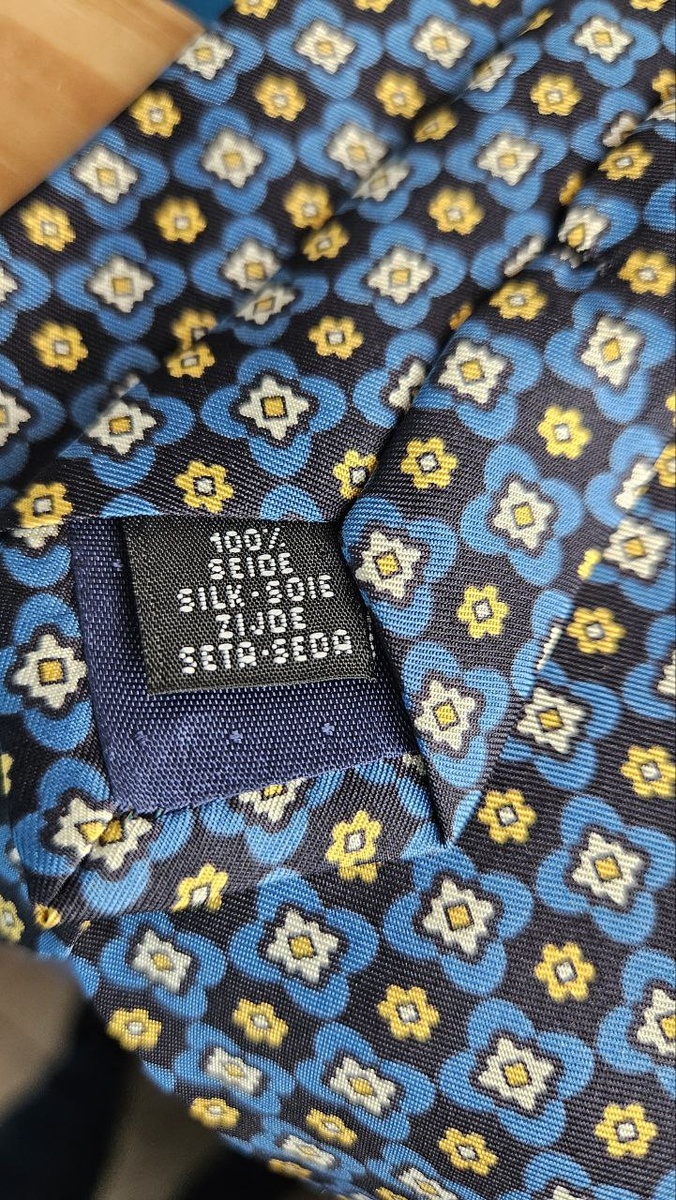 100%
SEIDE
SILK·SOIE
ZIJDE
SETA·SEDA